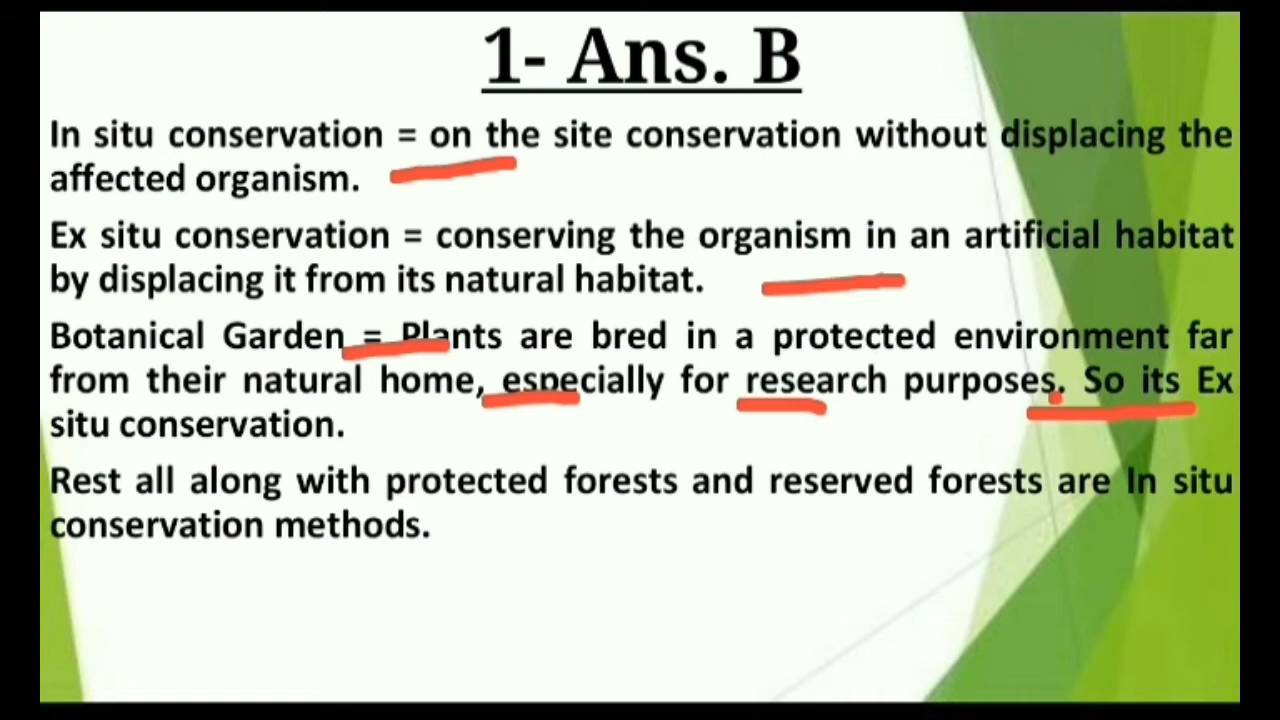 1- Ans. B
In situ conservation = on the site conservation without displacing the
affected organism.
Ex situ conservation = conserving the organism in an artificial habitat
by displacing it from its natural habitat.
Botanical Garden = Plants are bred in a protected environment far
from their natural home, especially for research purposes. So its Ex
situ conservation.
Rest all along with protected forests and reserved forests are In situ
conservation methods.